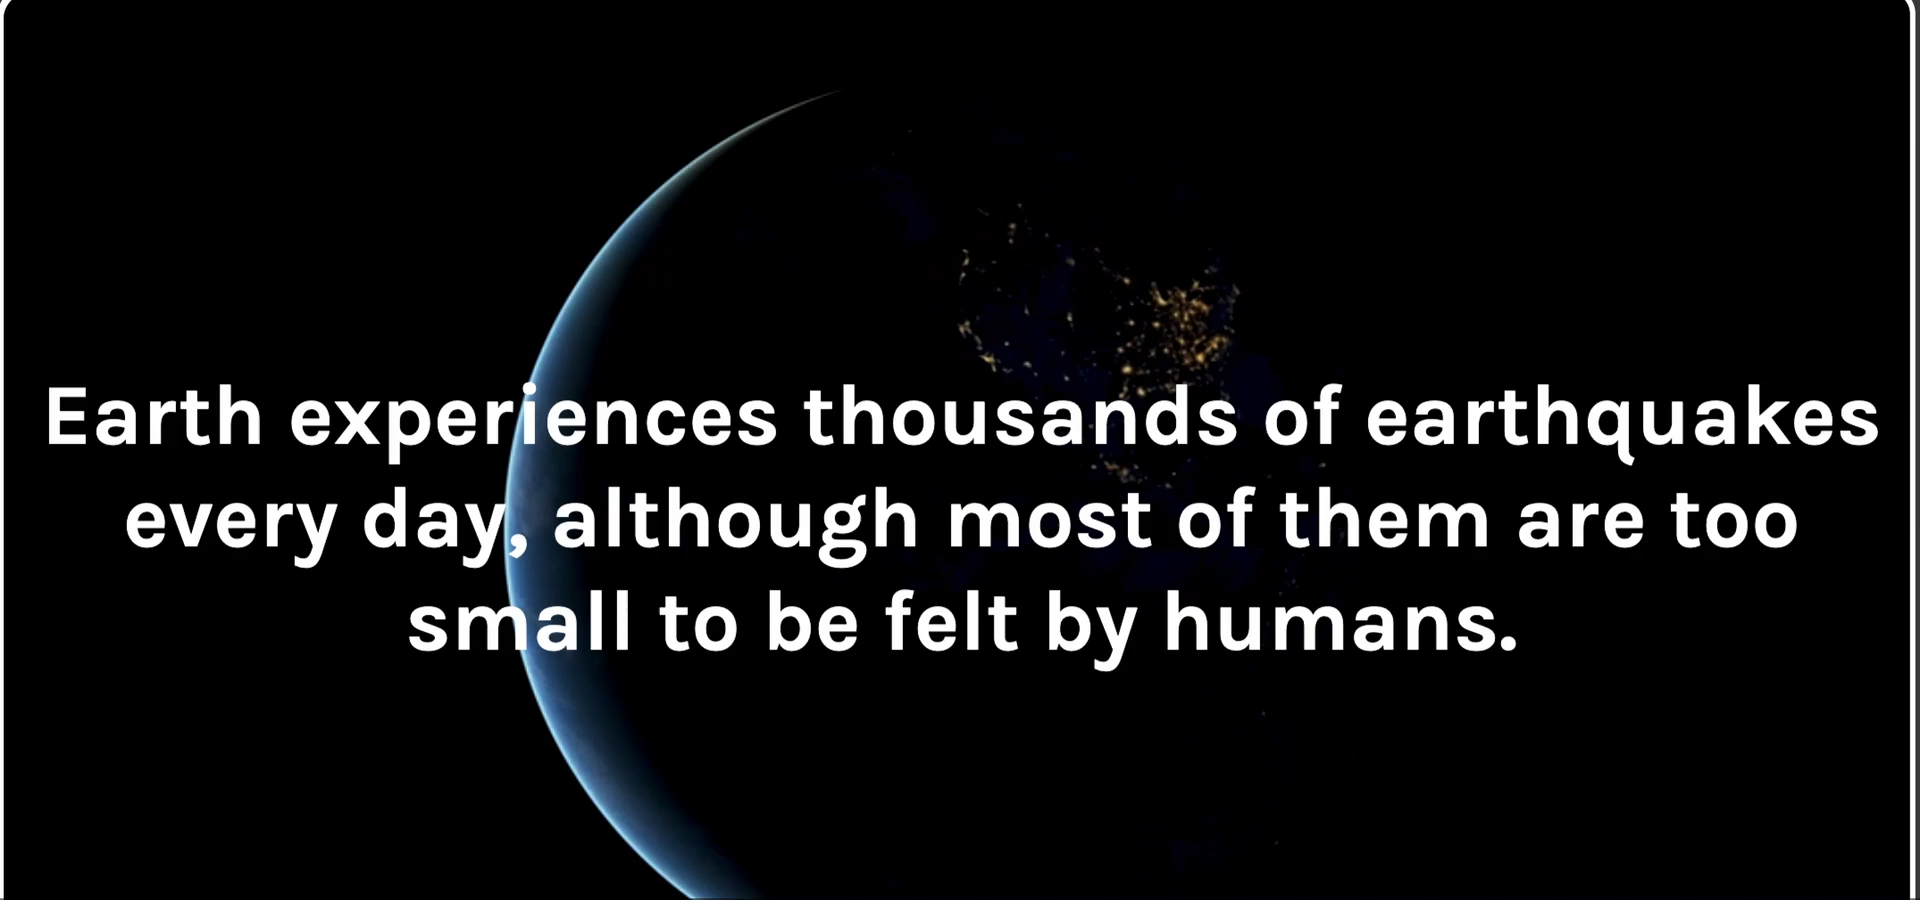 Earth experiences thousands of earthquakes
every day, although most of them are too
small to be felt by humans.